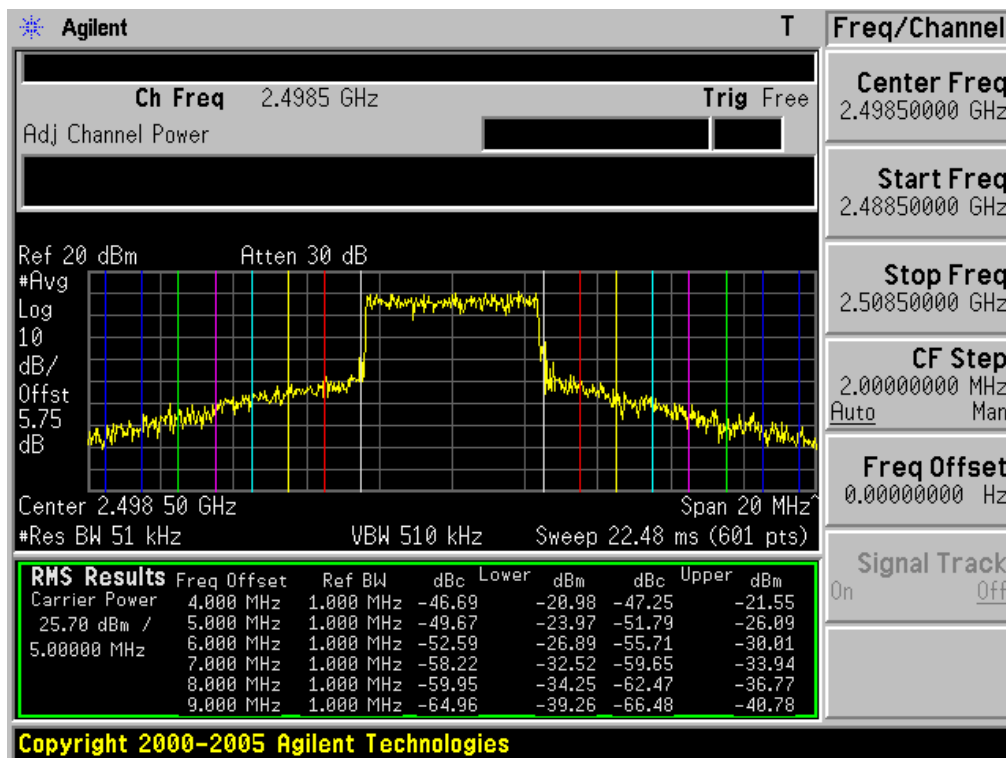 Agilent T Freq/Channel
Ch Freq 2.4985 GHz Trig Free
Adj Channel Power
Center Freq
2.49850000 GHz
Start Freq
2.48850000 GHz
Stop Freq
2.50850000 GHz
CF Step
2.00000000 MHz
Auto Man
Freq Offset
0.00000000 Hz
Signal Track
On Off
Ref 20 dBm Atten 30 dB
#Avg
Log
10
dB/
Offst
5.75
dB
Center 2.498 50 GHz Span 20 MHz^
#Res BW 51 kHz VBW 510 kHz Sweep 22.48 ms (601 pts)
RMS Results Freq Offset Ref BW dBc Lower dBm dBc Upper dBm
Carrier Power 4.000 MHz 1.000 MHz -46.69 -20.98 -47.25 -21.55
25.70 dBm / 5.000 MHz 1.000 MHz -49.67 -23.97 -51.79 -26.09
5.00000 MHz 6.000 MHz 1.000 MHz -52.59 -26.89 -55.71 -30.01
7.000 MHz 1.000 MHz -58.22 -32.52 -59.65 -33.94
8.000 MHz 1.000 MHz -59.95 -34.25 -62.47 -36.77
9.000 MHz 1.000 MHz -64.96 -39.26 -66.48 -40.78
Copyright 2000-2005 Agilent Technologies